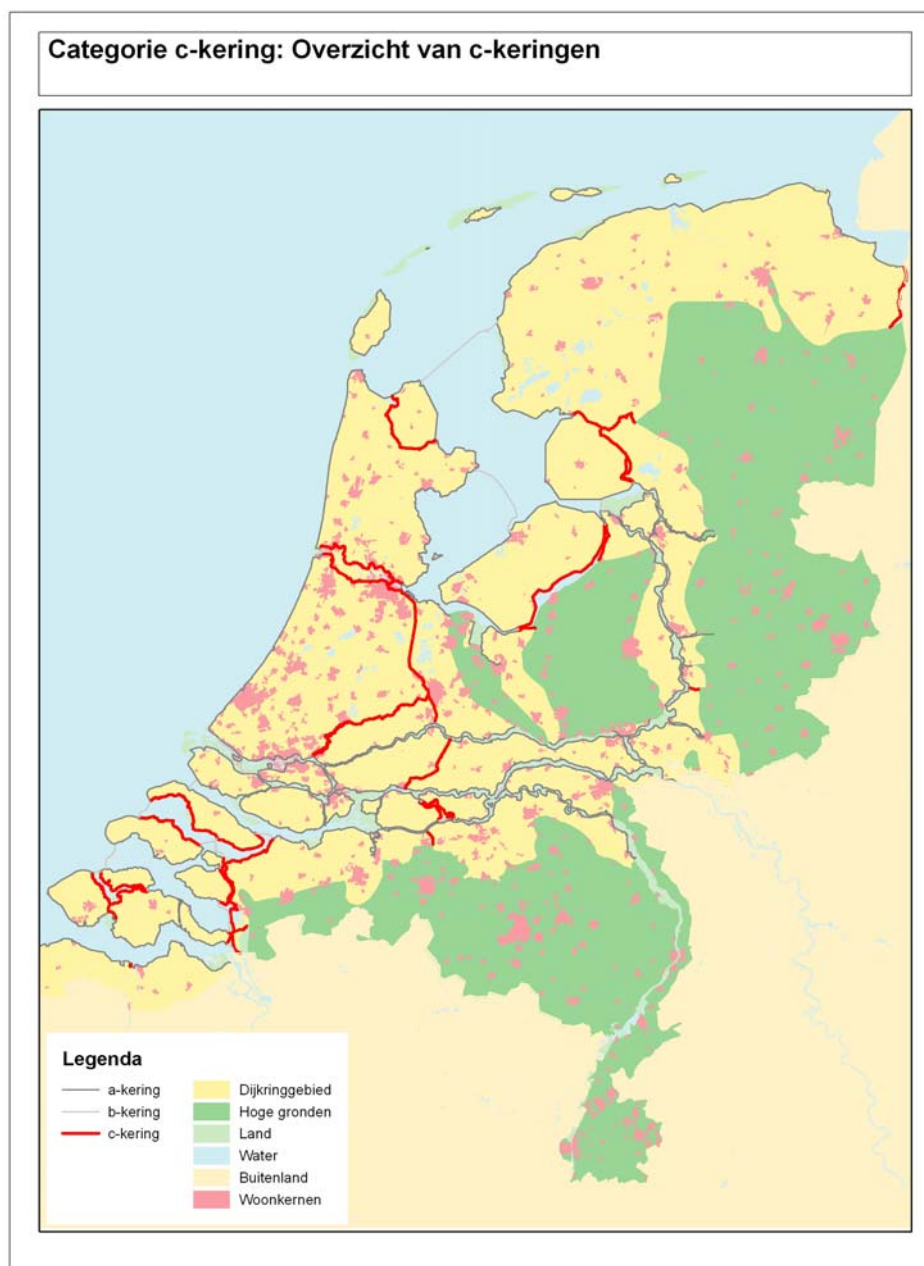 Categorie c-kering: Overzicht van c-keringen
Legenda
a-kering
b-kering
c-kering
Dijkringgebied
Hoge gronden
Land
Water
Buitenland
Woonkernen